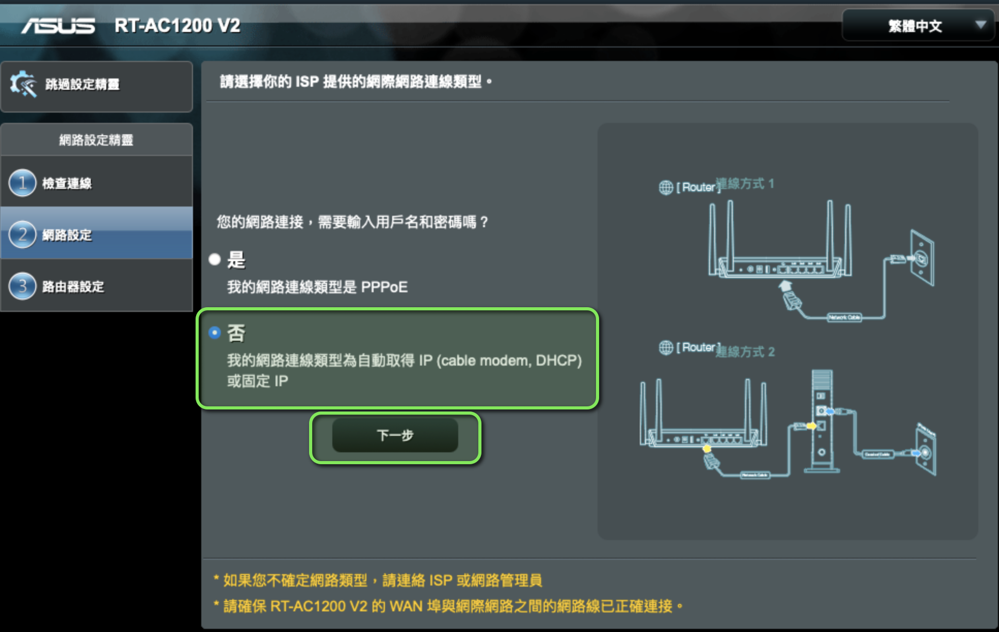 ASUS RT-AC1200 V2
繁體中文
跳過設定精靈
網路設定精靈
1 檢查連線
2 網路設定
3 路由器設定
請選擇你的 ISP 提供的網際網路連線類型。
您的網路連接，需要輸入用戶名和密碼嗎？
是
我的網路連線類型是 PPPoE
否
我的網路連線類型為自動取得 IP (cable modem, DHCP)
或固定 IP
下一步
[ Router ] 連線方式 1
Network Cable
[ Router ] 連線方式 2
Network Cable
* 如果您不確定網路類型，請連絡 ISP 或網路管理員
* 請確保 RT-AC1200 V2 的 WAN 埠與網際網路之間的網路線已正確連接。